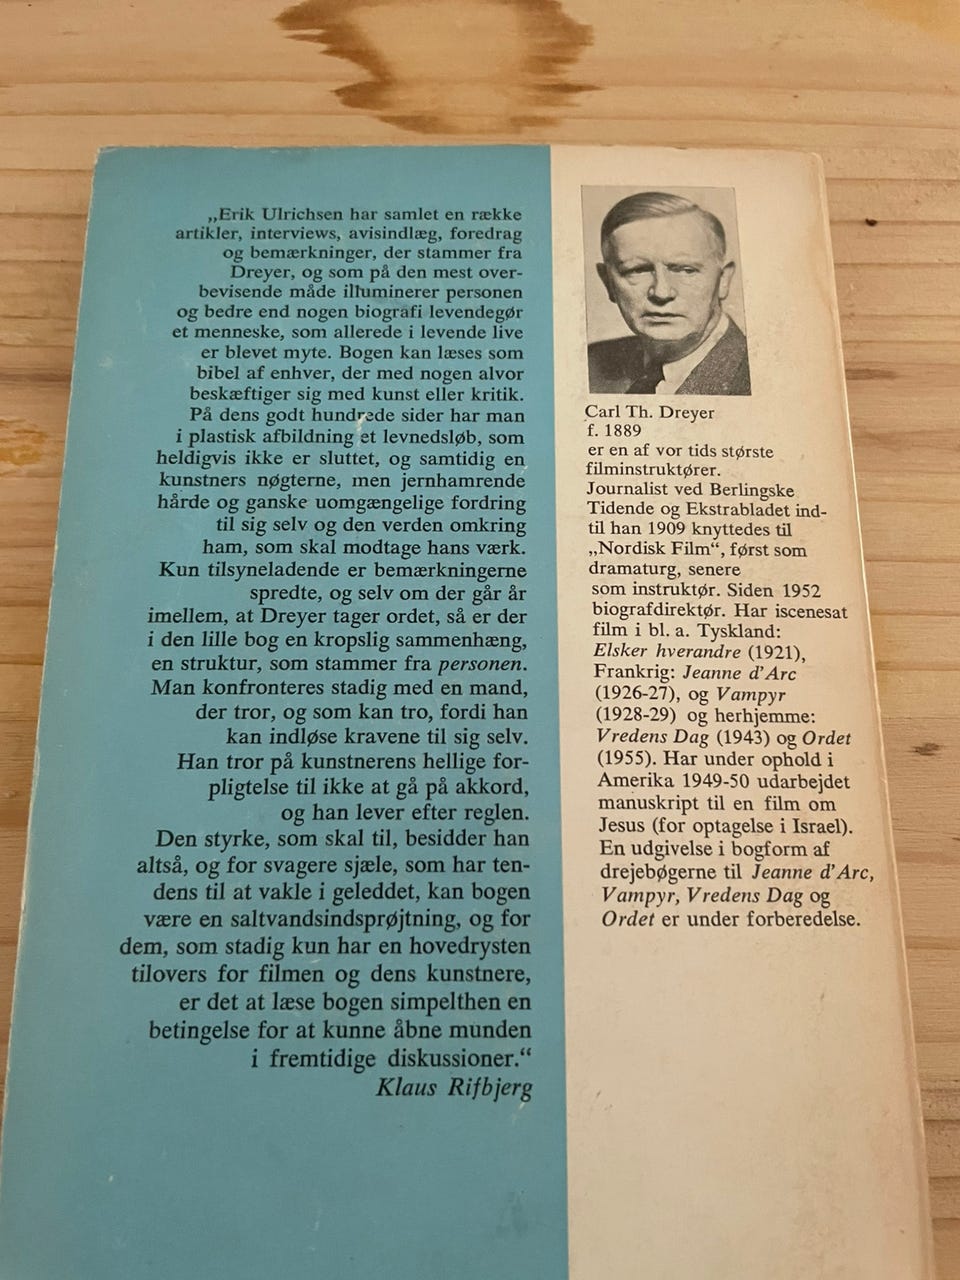 „Erik Ulrichsen har samlet en række
artikler, interviews, avisindlæg, foredrag
og bemærkninger, der stammer fra
Dreyer, og som på den mest over-
bevisende måde illuminerer personen
og bedre end nogen biografi levendegør
et menneske, som allerede i levende live
er blevet myte. Bogen kan læses som
bibel af enhver, der med nogen alvor
beskæftiger sig med kunst eller kritik.
På dens godt hundrede sider har man
i plastisk afbildning et levnedsløb, som
heldigvis ikke er sluttet, og samtidig en
kunstners nøgterne, men jernhamrende
hårde og ganske uomgængelige fordring
til sig selv og den verden omkring
ham, som skal modtage hans værk.
Kun tilsyneladende er bemærkningerne
spredte, og selv om der går år
imellem, at Dreyer tager ordet, så er der
i den lille bog en kropslig sammenhæng,
en struktur, som stammer fra personen.
Man konfronteres stadig med en mand,
der tror, og som kan tro, fordi han
kan indløse kravene til sig selv.
Han tror på kunstnerens hellige for-
pligtelse til ikke at gå på akkord,
og han lever efter reglen.
Den styrke, som skal til, besidder han
altså, og for svagere sjæle, som har ten-
dens til at vakle i geleddet, kan bogen
være en saltvandsindsprøjtning, og for
dem, som stadig kun har en hovedrysten
tilovers for filmen og dens kunstnere,
er det at læse bogen simpelthen en
betingelse for at kunne åbne munden
i fremtidige diskussioner.“
Klaus Rifbjerg
Carl Th. Dreyer
f. 1889
er en af vor tids største
filminstruktører.
Journalist ved Berlingske
Tidende og Ekstrabladet ind-
til han 1909 knyttedes til
„Nordisk Film“, først som
dramaturg, senere
som instruktør. Siden 1952
biografdirektør. Har iscenesat
film i bl. a. Tyskland:
Elsker hverandre (1921),
Frankrig: Jeanne d'Arc
(1926-27), og Vampyr
(1928-29) og herhjemme:
Vredens Dag (1943) og Ordet
(1955). Har under ophold i
Amerika 1949-50 udarbejdet
manuskript til en film om
Jesus (for optagelse i Israel).
En udgivelse i bogform af
drejebøgerne til Jeanne d'Arc,
Vampyr, Vredens Dag og
Ordet er under forberedelse.